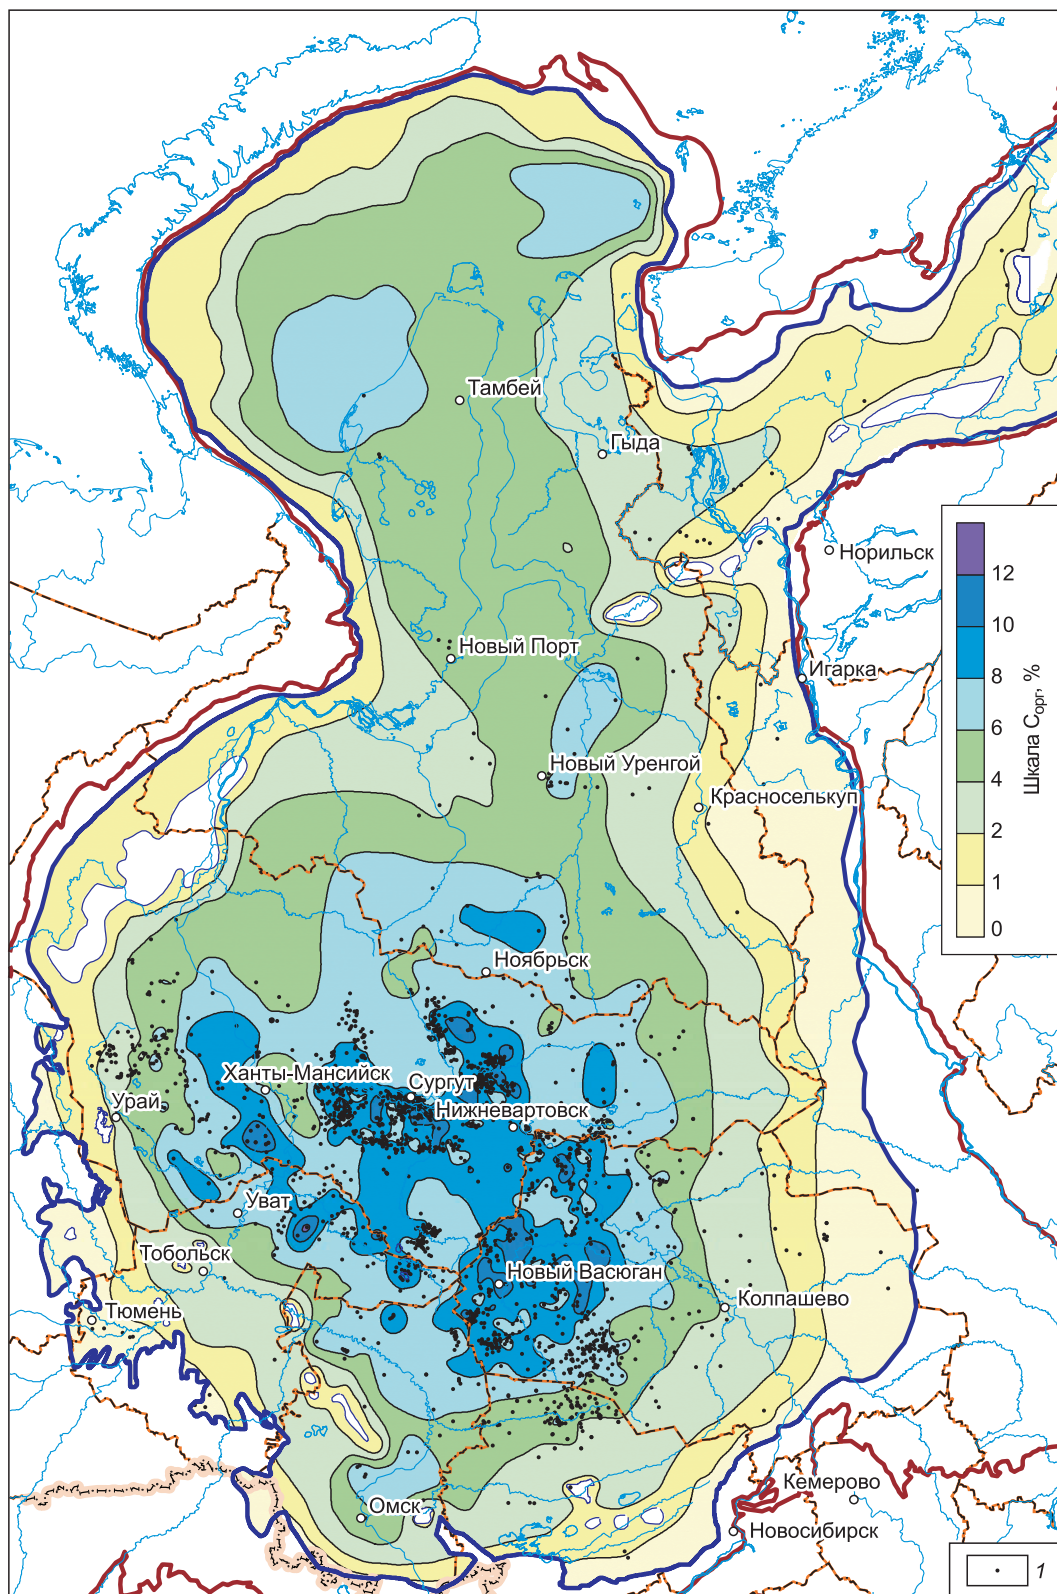 Тамбей
Гыда
Норильск
12
10
8
6
4
2
1
0
Шкала Cорг, %
Новый Порт
Игарка
Новый Уренгой
Красноселькуп
Ноябрьск
Ханты-Мансийск
Сургут
Урай
Нижневартовск
Уват
Тобольск
Новый Васюган
Тюмень
Колпашево
Кемерово
Омск
Новосибирск
1